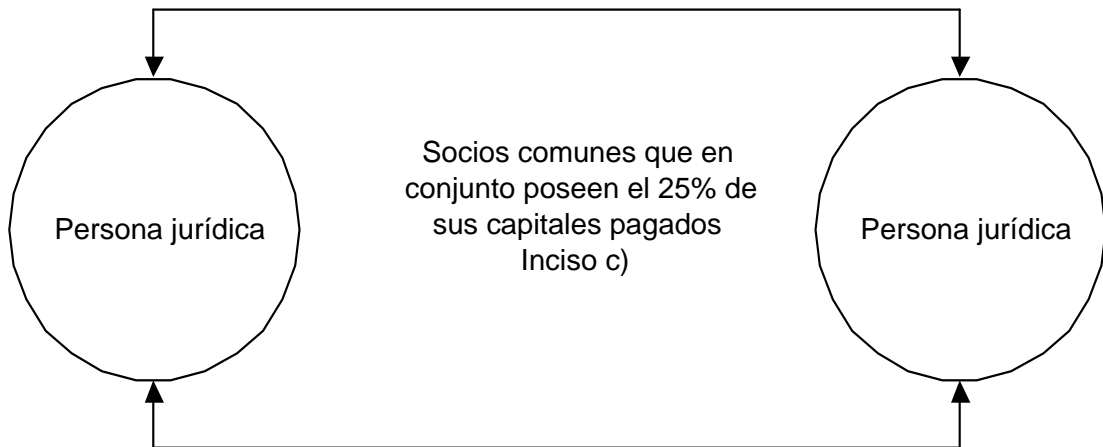 Socios comunes que en
conjunto poseen el 25% de
sus capitales pagados
Inciso c)
Persona jurídica
Persona jurídica